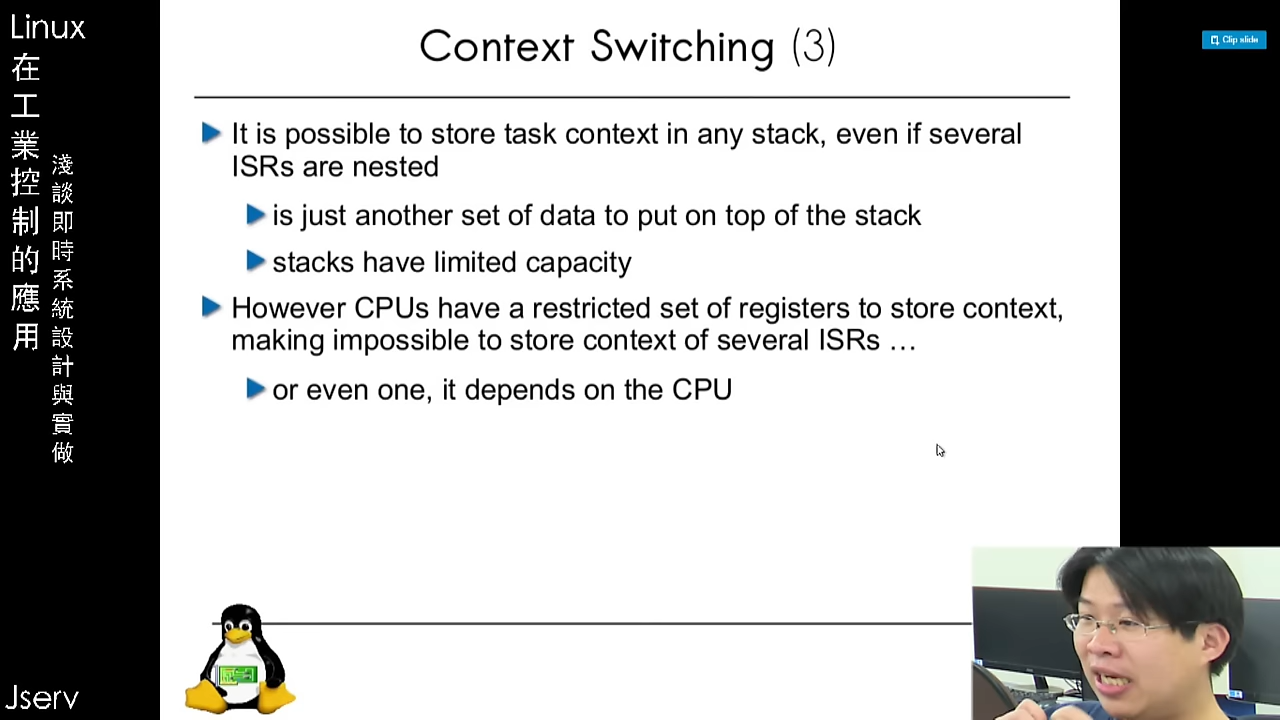 Linux
在工業控制的應用
淺談即時系統設計與實做
Context Switching (3)
It is possible to store task context in any stack, even if several
ISRs are nested
is just another set of data to put on top of the stack
stacks have limited capacity
However CPUs have a restricted set of registers to store context,
making impossible to store context of several ISRs …
or even one, it depends on the CPU
Clip slide
Jserv